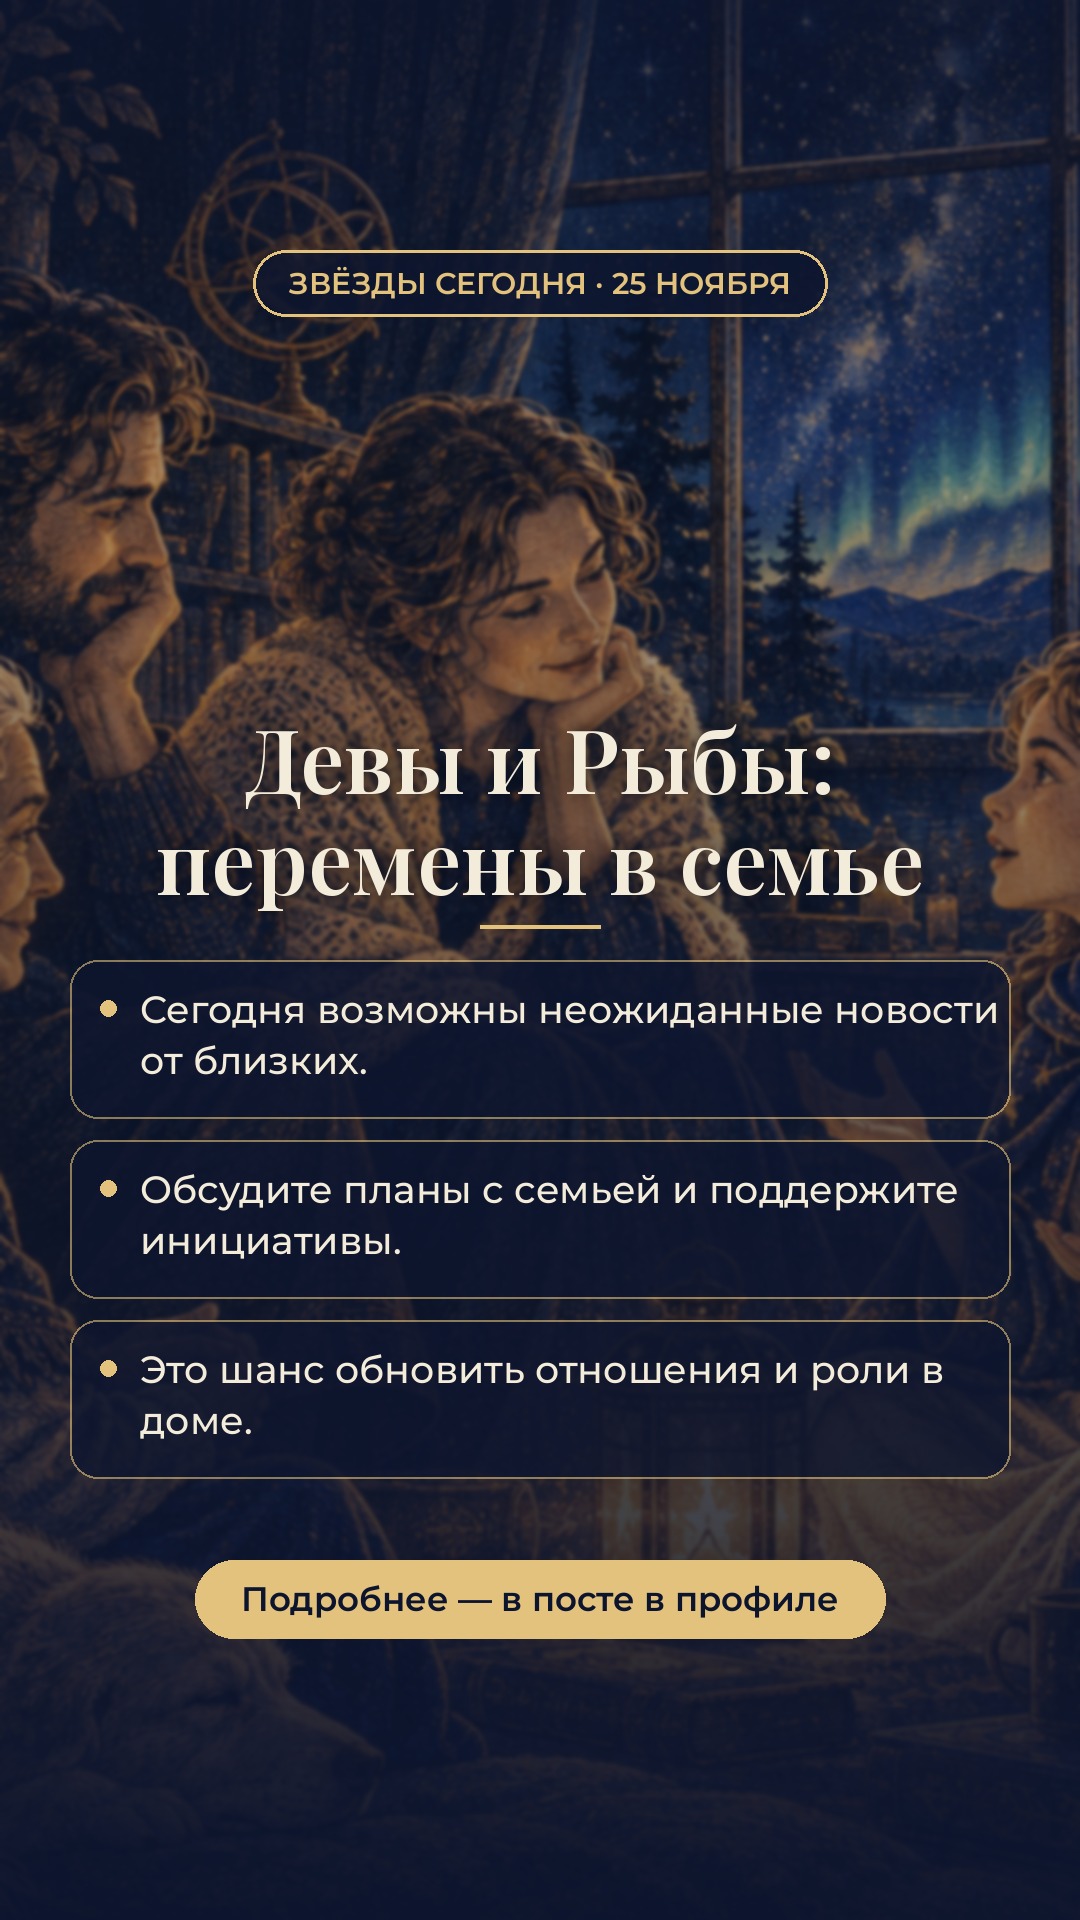 ЗВЁЗДЫ СЕГОДНЯ · 25 НОЯБРЯ
Девы и Рыбы:
перемены в семье
Сегодня возможны неожиданные новости
от близких.
Обсудите планы с семьей и поддержите
инициативы.
Это шанс обновить отношения и роли в
доме.
Подробнее — в посте в профиле